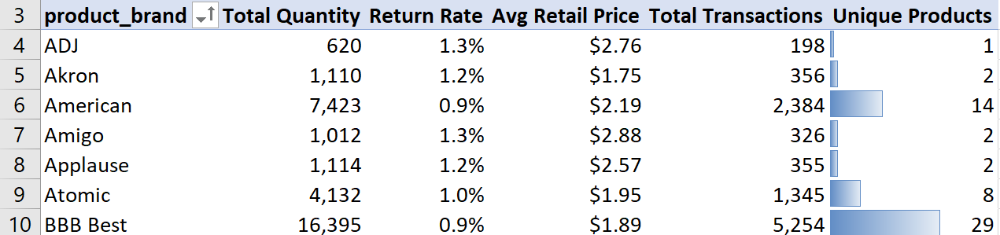 3 product_brand Total Quantity Return Rate Avg Retail Price Total Transactions Unique Products
4 ADJ 620 1.3% $2.76 198 1
5 Akron 1,110 1.2% $1.75 356 2
6 American 7,423 0.9% $2.19 2,384 14
7 Amigo 1,012 1.3% $2.88 326 2
8 Applause 1,114 1.2% $2.57 355 2
9 Atomic 4,132 1.0% $1.95 1,345 8
10 BBB Best 16,395 0.9% $1.89 5,254 29